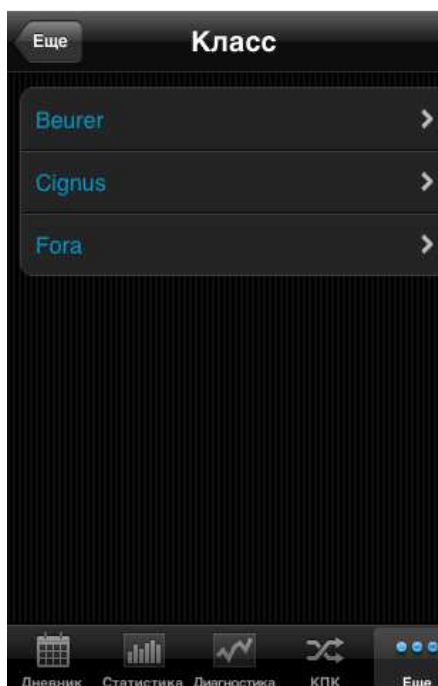 Еще
Класс
Beurer
Cignus
Fora
Дневник Статистика Диагностика КПК Еще